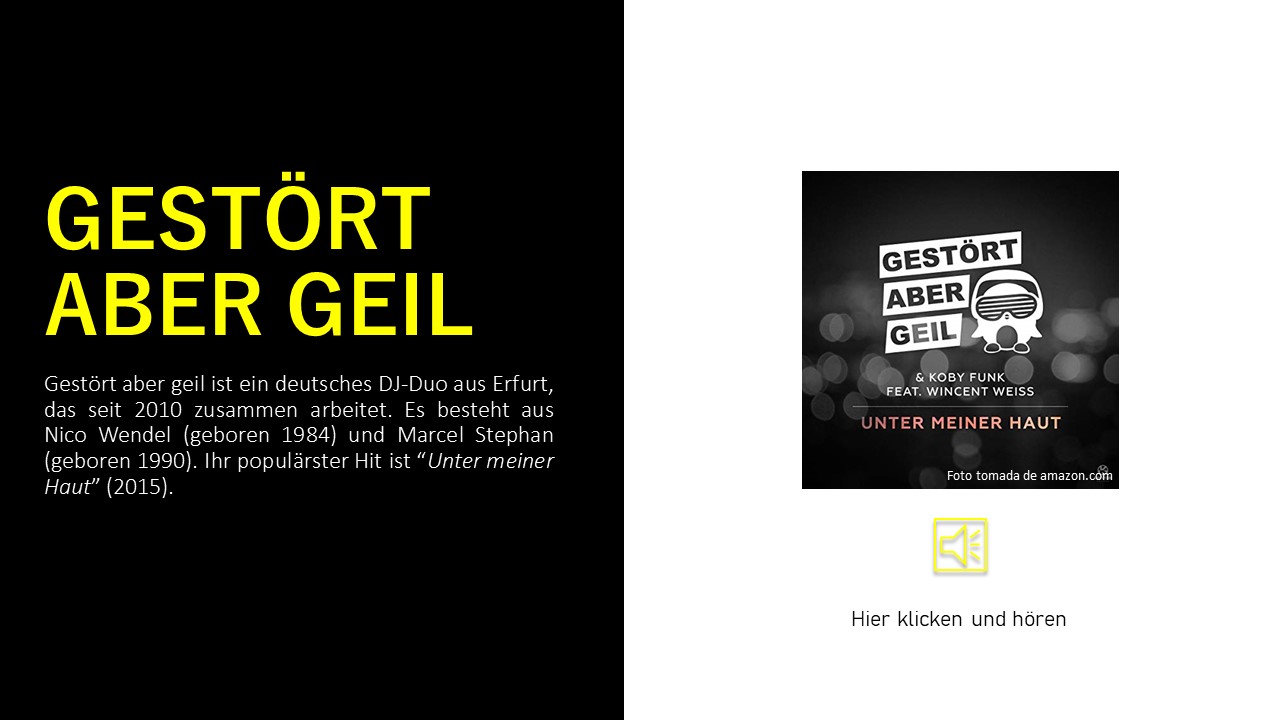 GESTÖRT
ABER GEIL
Gestört aber geil ist ein deutsches DJ-Duo aus Erfurt,
das seit 2010 zusammen arbeitet. Es besteht aus
Nico Wendel (geboren 1984) und Marcel Stephan
(geboren 1990). Ihr populärster Hit ist “Unter meiner
Haut” (2015).
GESTÖRT
ABER
GEIL
& KOBY FUNK
FEAT. WINCENT WEISS
UNTER MEINER HAUT
Foto tomada de amazon.com
Hier klicken und hören